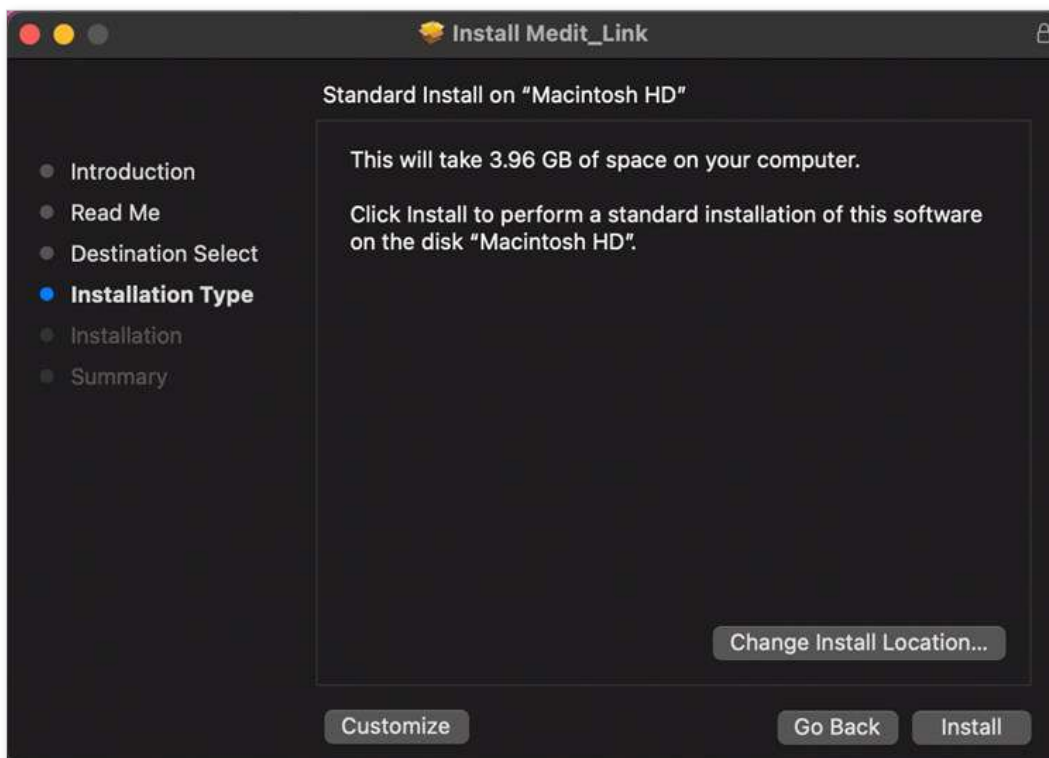 Install Medit_Link
Standard Install on “Macintosh HD”
Introduction
Read Me
Destination Select
Installation Type
Installation
Summary
This will take 3.96 GB of space on your computer.
Click Install to perform a standard installation of this software
on the disk “Macintosh HD”.
Change Install Location...
Customize
Go Back
Install